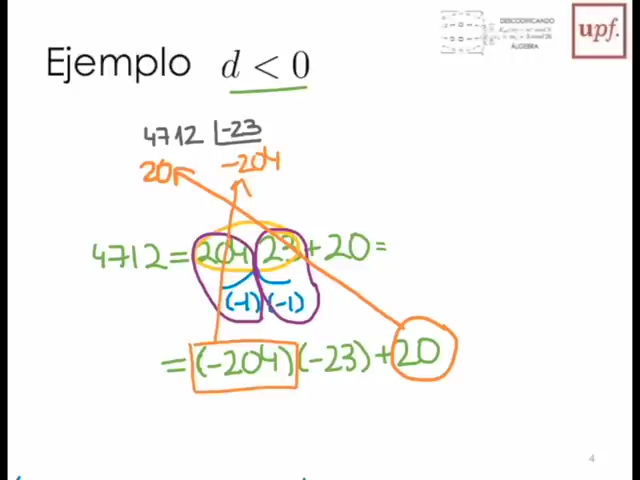 DESCODIFICANDO
ÁLGEBRA
upf.
Ejemplo d < 0
4712 |-23
20 -204
4712 = 204 23 + 20 =
(-1) (-1)
= (-204)(-23) + 20
4